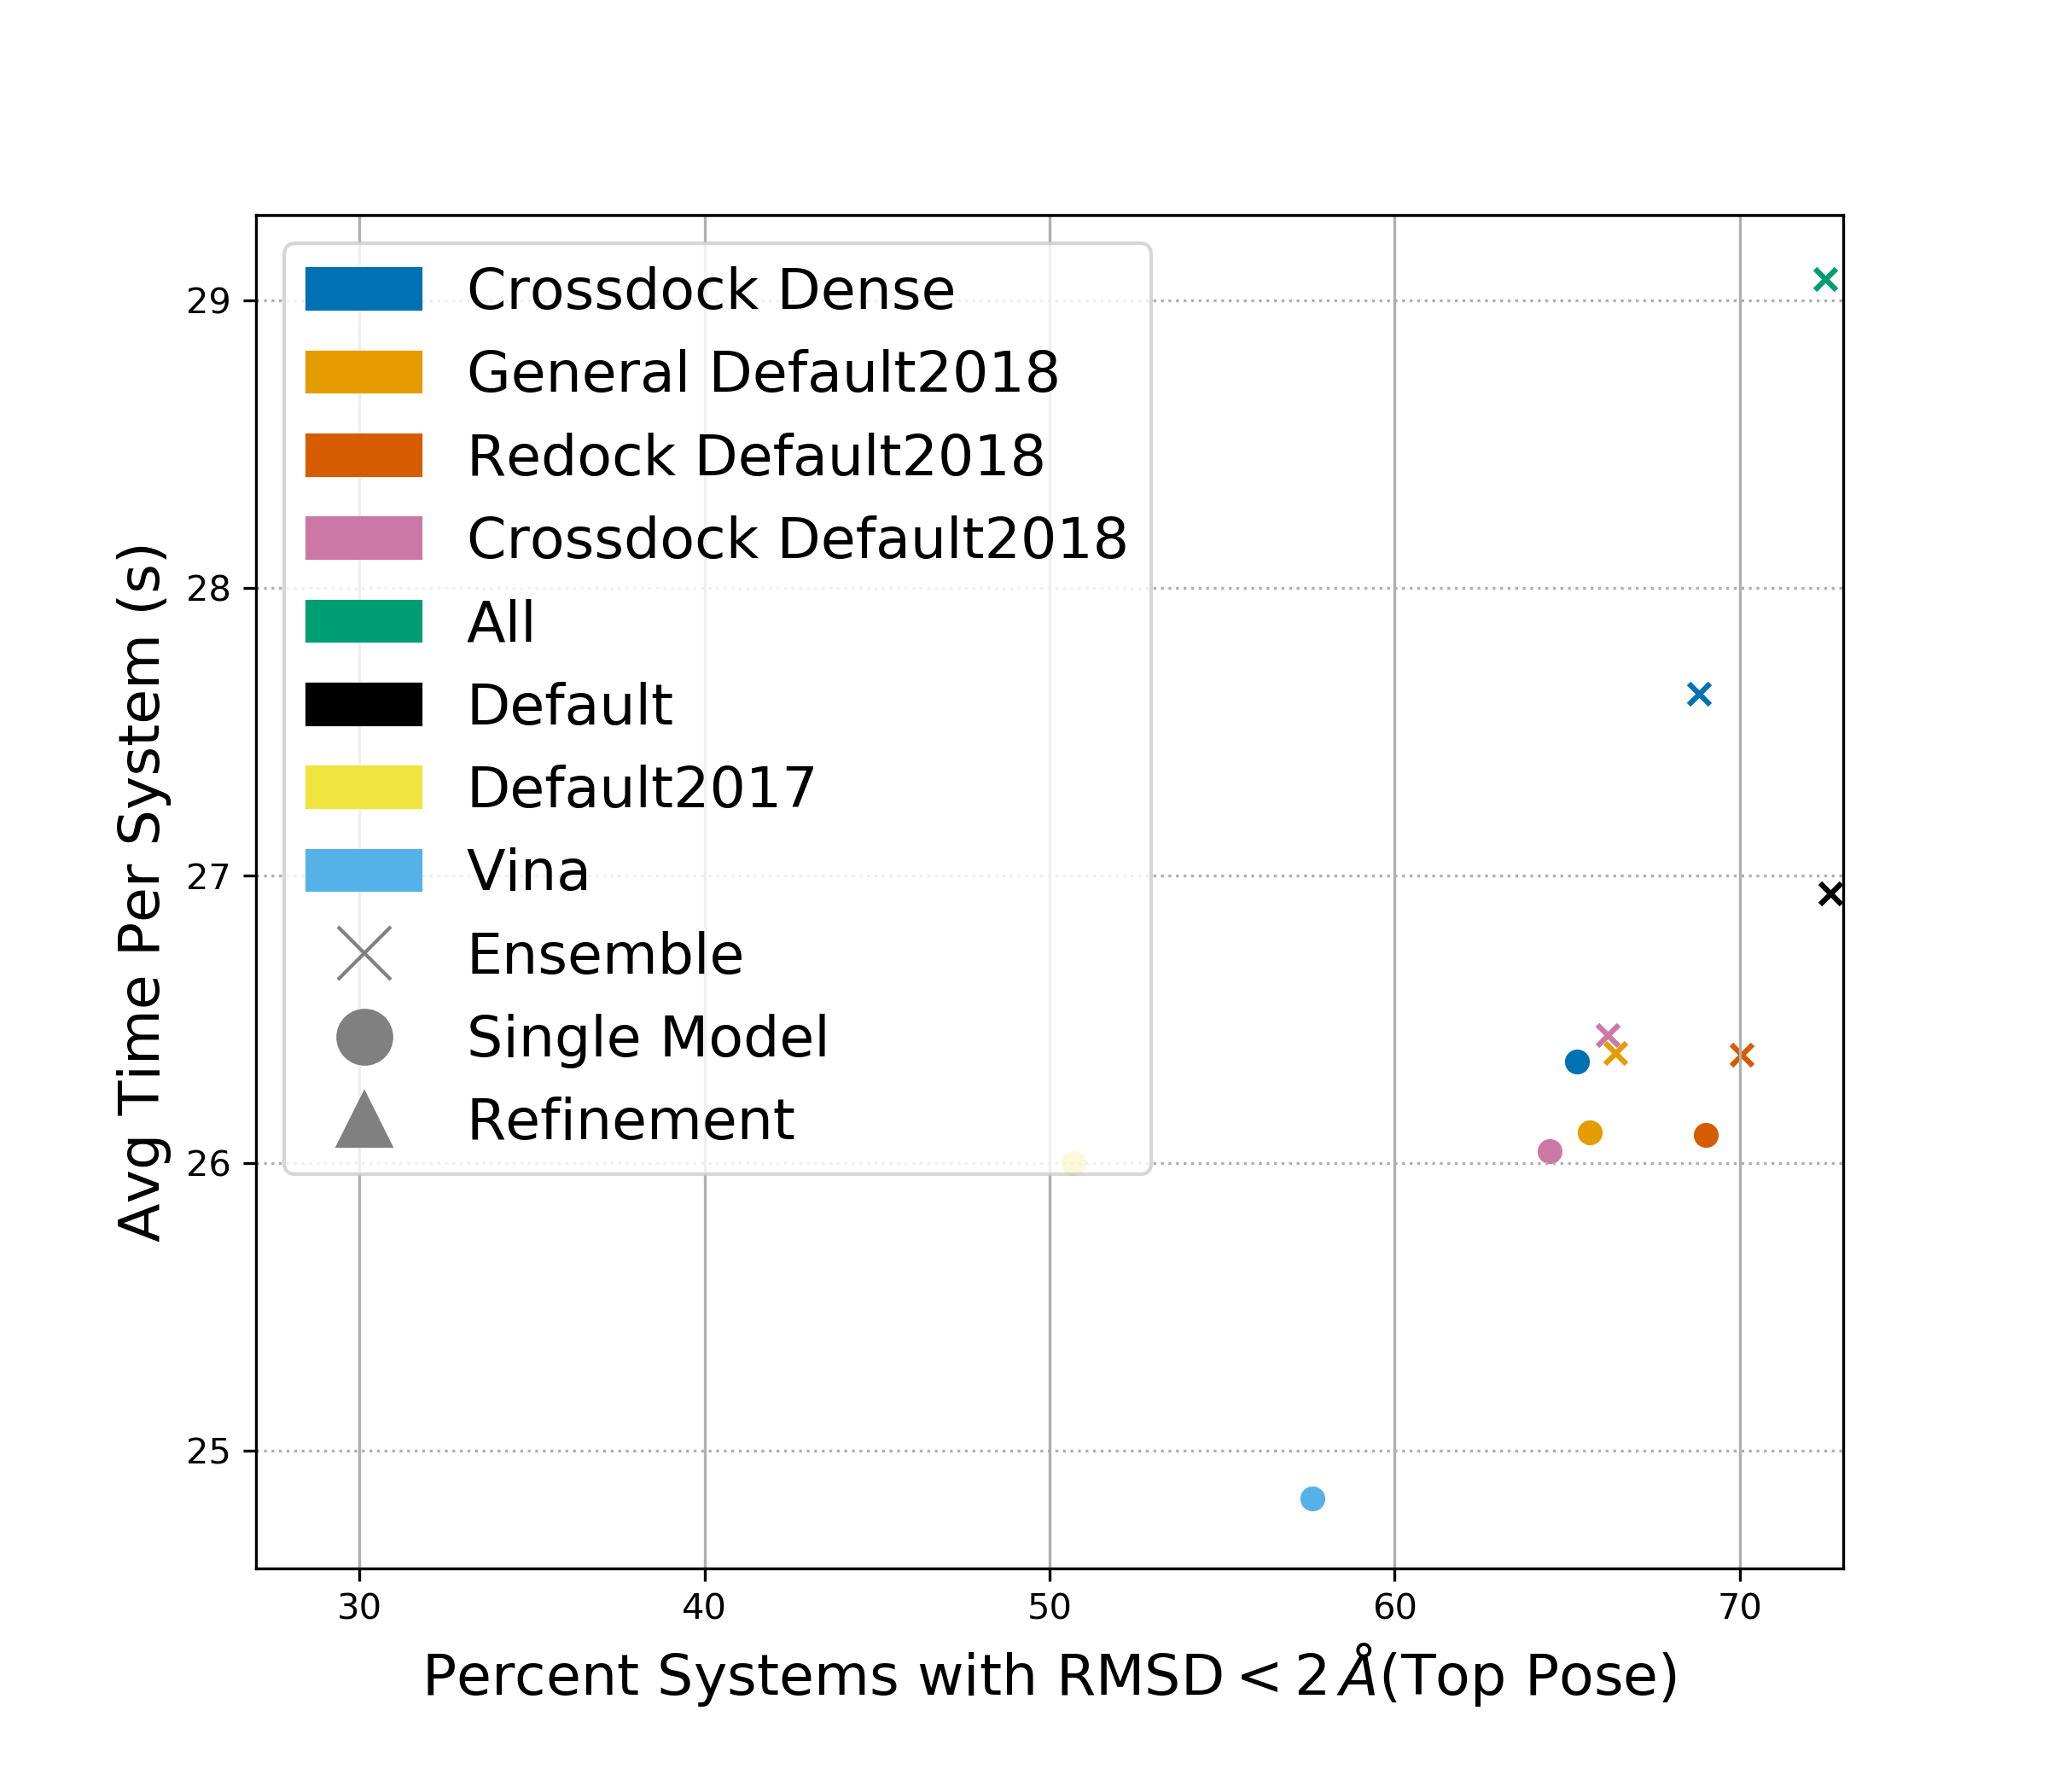 29
28
27
26
25
Avg Time Per System (s)
Crossdock Dense
General Default2018
Redock Default2018
Crossdock Default2018
All
Default
Default2017
Vina
Ensemble
Single Model
Refinement
30 40 50 60 70
Percent Systems with RMSD < 2 Å(Top Pose)